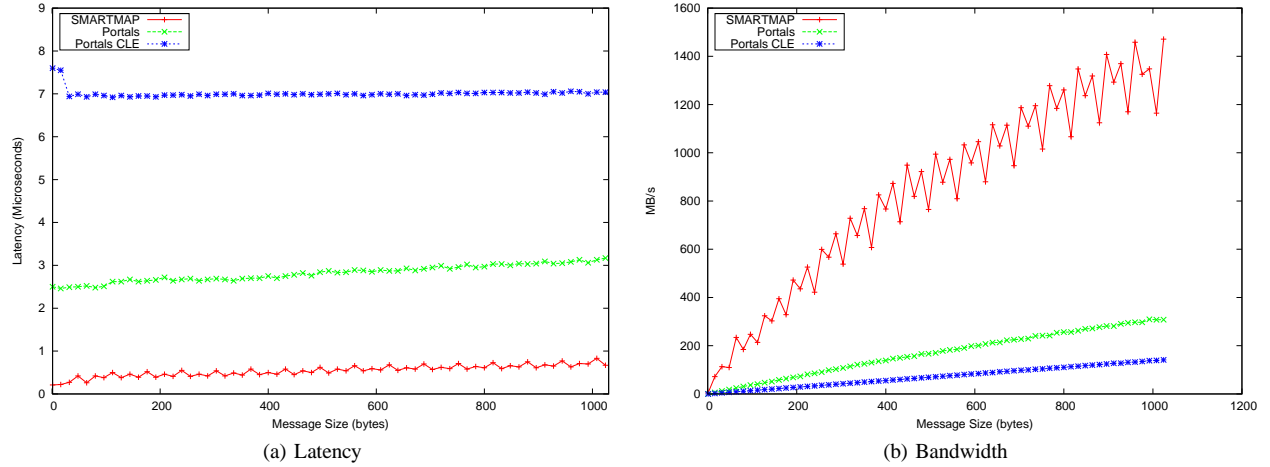 9
8
7
6
5
4
3
2
1
0
Latency (Microseconds)
SMARTMAP
Portals
Portals CLE
0 200 400 600 800 1000
Message Size (bytes)
(a) Latency
1600
1400
1200
1000
800
600
400
200
0
MB/s
SMARTMAP
Portals
Portals CLE
0 200 400 600 800 1000 1200
Message Size (bytes)
(b) Bandwidth